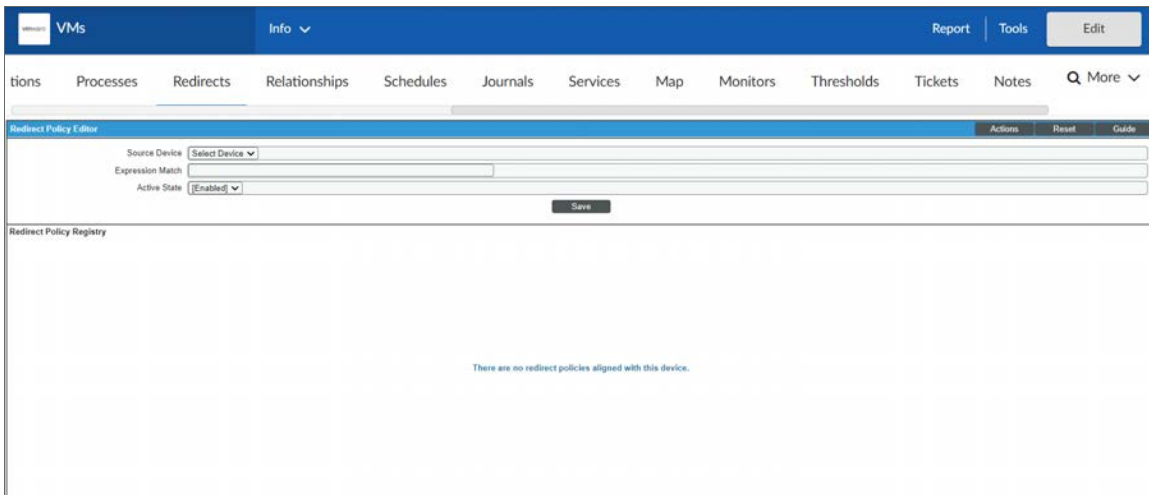 vmware VMs Info Report Tools Edit
tions Processes Redirects Relationships Schedules Journals Services Map Monitors Thresholds Tickets Notes More
Redirect Policy Editor Actions Reset Guide
Source Device Select Device
Expression Match
Active State [Enabled]
Save
Redirect Policy Registry
There are no redirect policies aligned with this device.